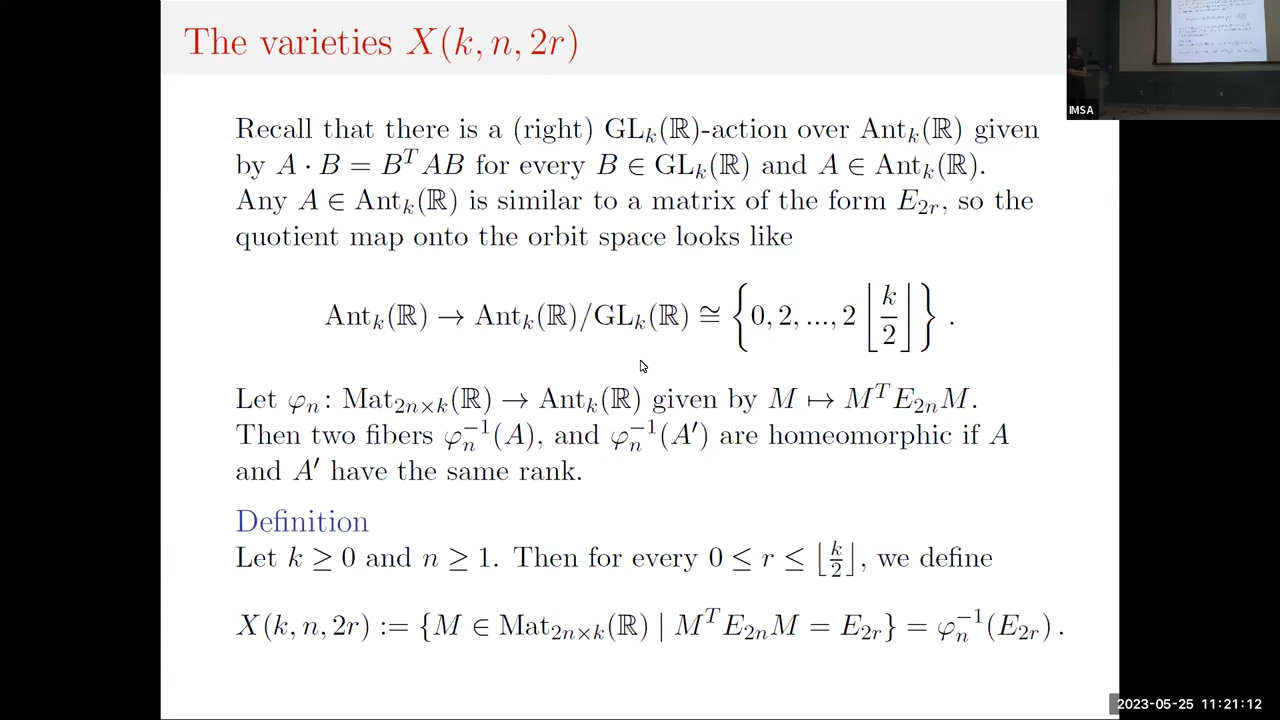 The varieties X(k, n, 2r)
IMSA
Recall that there is a (right) GL_k(ℝ)-action over Ant_k(ℝ) given
by A · B = B^T AB for every B ∈ GL_k(ℝ) and A ∈ Ant_k(ℝ).
Any A ∈ Ant_k(ℝ) is similar to a matrix of the form E_{2r}, so the
quotient map onto the orbit space looks like
Ant_k(ℝ) → Ant_k(ℝ)/GL_k(ℝ) ≅ {0, 2, ..., 2 ⌊k/2⌋} .
Let φ_n : Mat_{2n×k}(ℝ) → Ant_k(ℝ) given by M ↦ M^T E_{2n} M.
Then two fibers φ_n^{-1}(A), and φ_n^{-1}(A′) are homeomorphic if A
and A′ have the same rank.
Definition
Let k ≥ 0 and n ≥ 1. Then for every 0 ≤ r ≤ ⌊k/2⌋, we define
X(k, n, 2r) := {M ∈ Mat_{2n×k}(ℝ) | M^T E_{2n} M = E_{2r}} = φ_n^{-1}(E_{2r}) .
2023-05-25 11:21:12